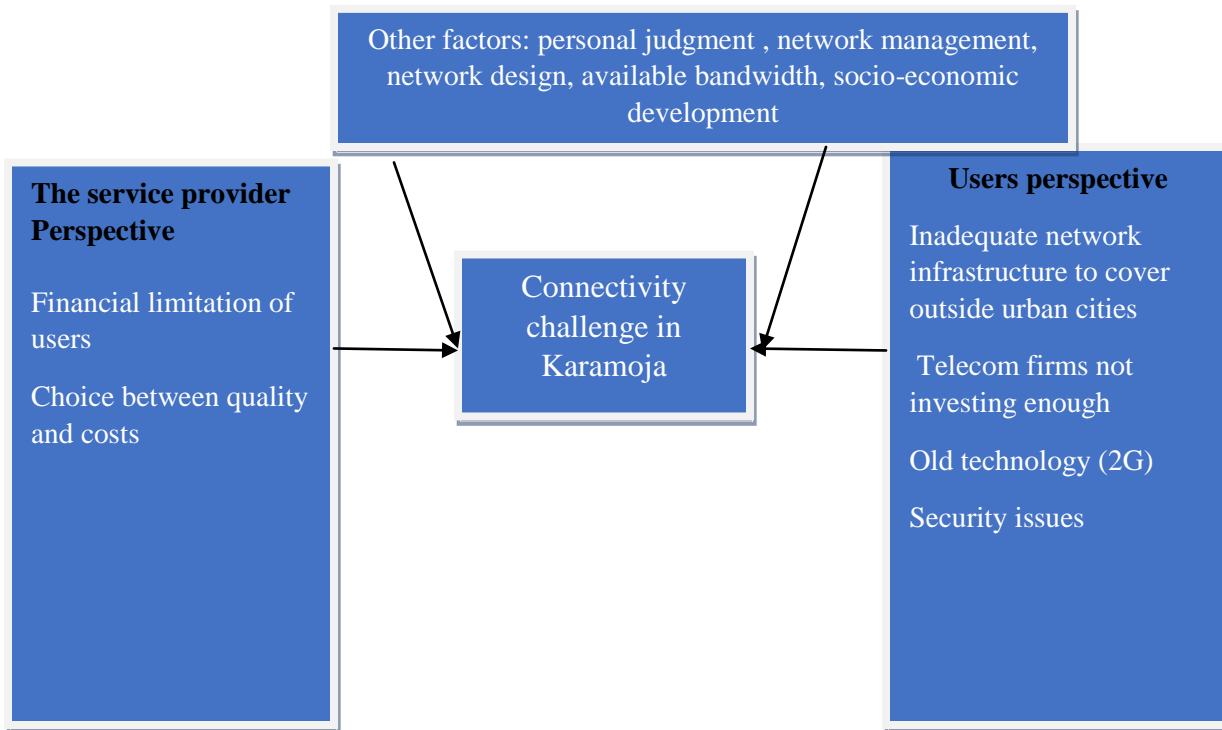 Other factors: personal judgment , network management,
network design, available bandwidth, socio-economic
development
The service provider
Perspective
Financial limitation of
users
Choice between quality
and costs
Connectivity
challenge in
Karamoja
Users perspective
Inadequate network
infrastructure to cover
outside urban cities
Telecom firms not
investing enough
Old technology (2G)
Security issues